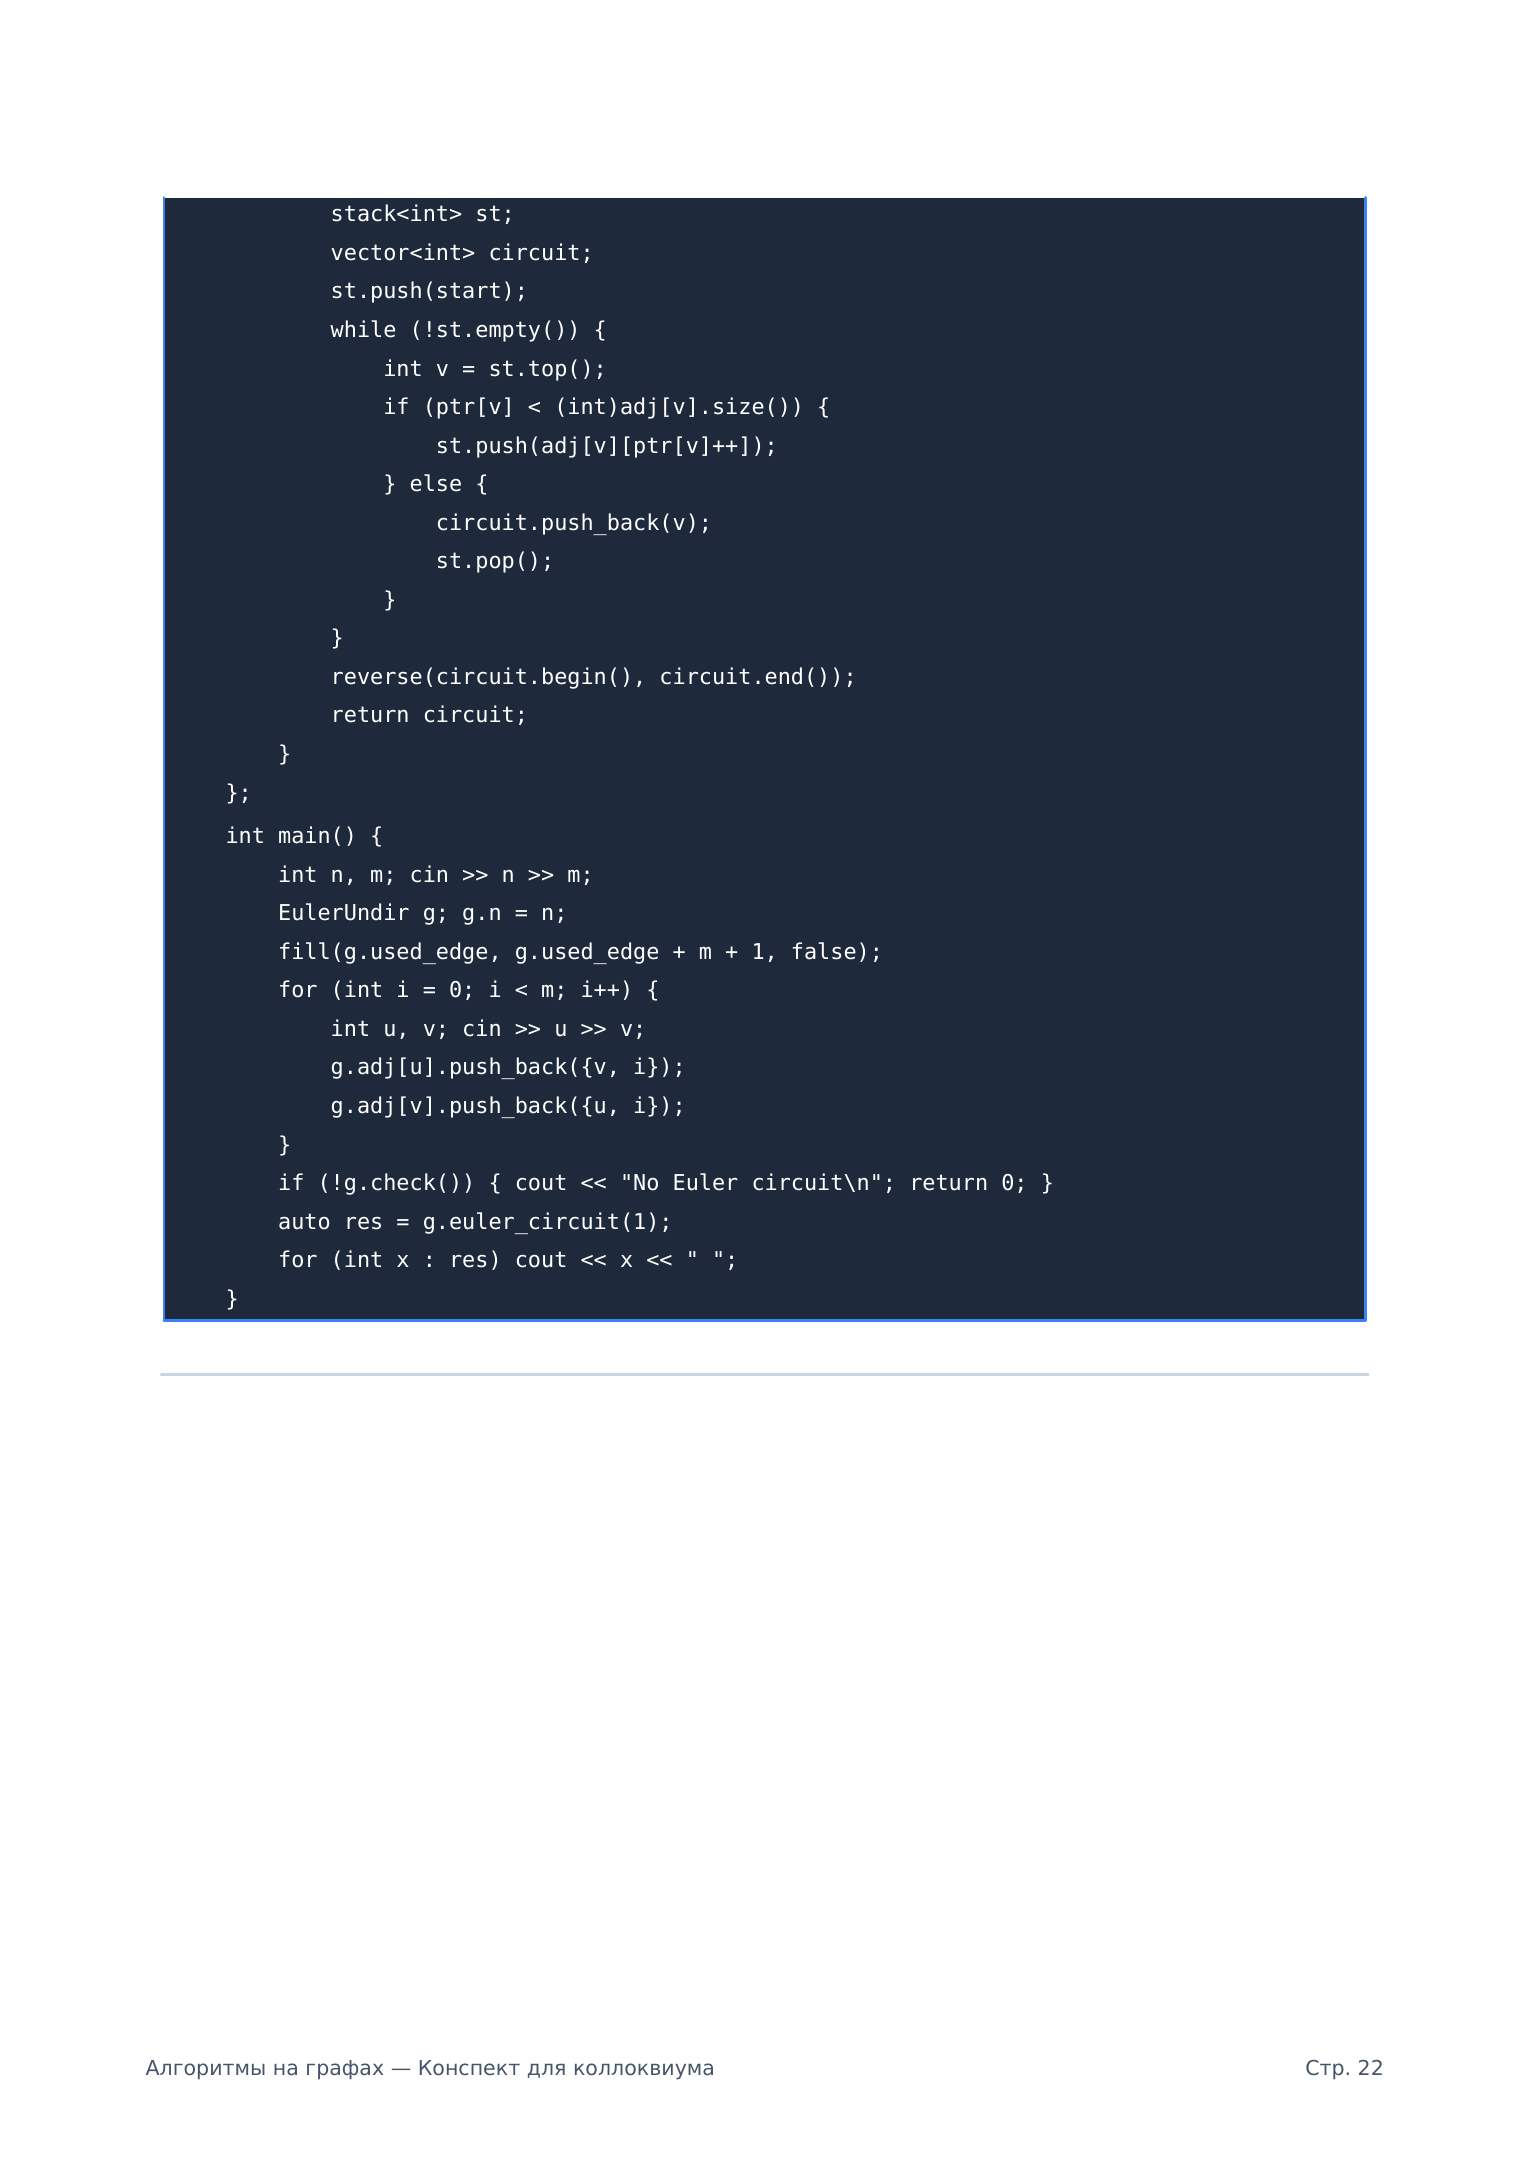 stack<int> st;
vector<int> circuit;
st.push(start);
while (!st.empty()) {
int v = st.top();
if (ptr[v] < (int)adj[v].size()) {
st.push(adj[v][ptr[v]++]);
} else {
circuit.push_back(v);
st.pop();
}
}
reverse(circuit.begin(), circuit.end());
return circuit;
}
};
int main() {
int n, m; cin >> n >> m;
EulerUndir g; g.n = n;
fill(g.used_edge, g.used_edge + m + 1, false);
for (int i = 0; i < m; i++) {
int u, v; cin >> u >> v;
g.adj[u].push_back({v, i});
g.adj[v].push_back({u, i});
}
if (!g.check()) { cout << "No Euler circuit\n"; return 0; }
auto res = g.euler_circuit(1);
for (int x : res) cout << x << " ";
}
Алгоритмы на графах — Конспект для коллоквиума
Стр. 22